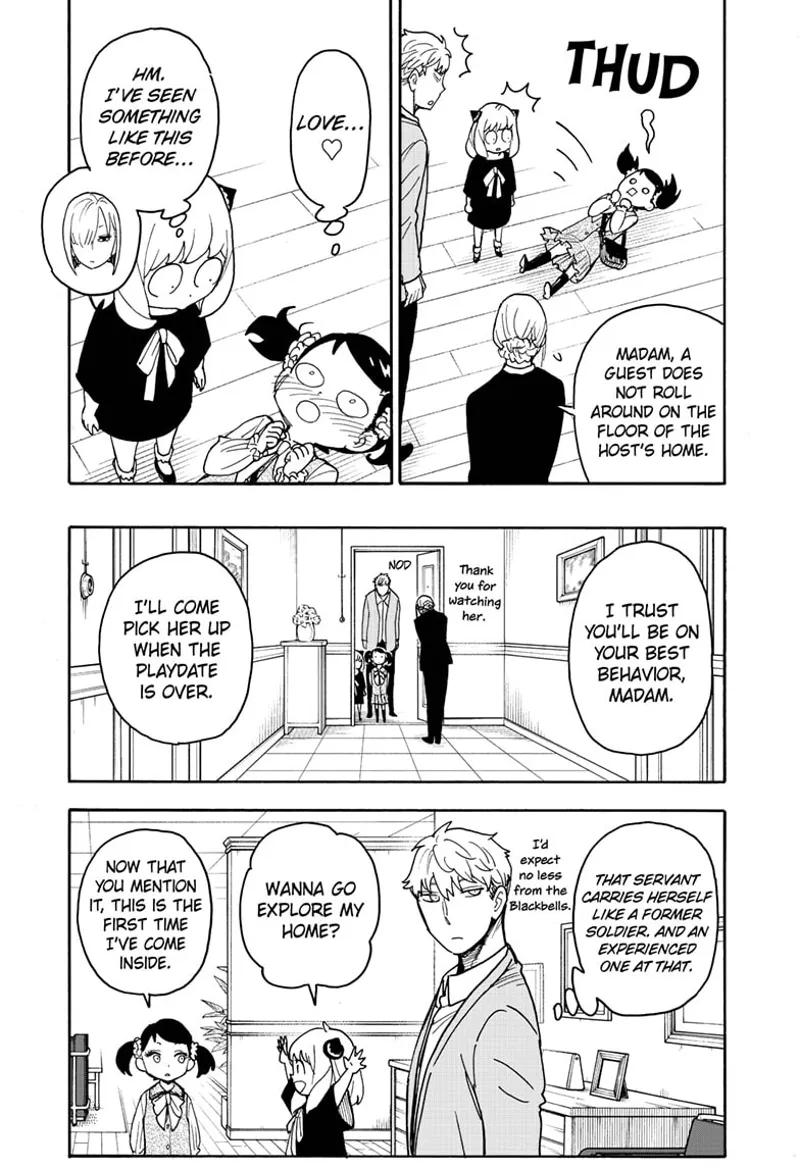 THUD
MADAM, A
GUEST DOES
NOT ROLL
AROUND ON THE
FLOOR OF THE
HOST'S HOME.
LOVE...
♡
HM.
I'VE SEEN
SOMETHING
LIKE THIS
BEFORE...
I TRUST
YOU'LL BE ON
YOUR BEST
BEHAVIOR,
MADAM.
Thank
you for
watching
her.
NOD
I'LL COME
PICK HER UP
WHEN THE
PLAYDATE
IS OVER.
THAT SERVANT
CARRIES HERSELF
LIKE A FORMER
SOLDIER. AND AN
EXPERIENCED
ONE AT THAT.
I'd
expect
no less
from the
Blackbells.
WANNA GO
EXPLORE MY
HOME?
NOW THAT
YOU MENTION
IT, THIS IS THE
FIRST TIME
I'VE COME
INSIDE.